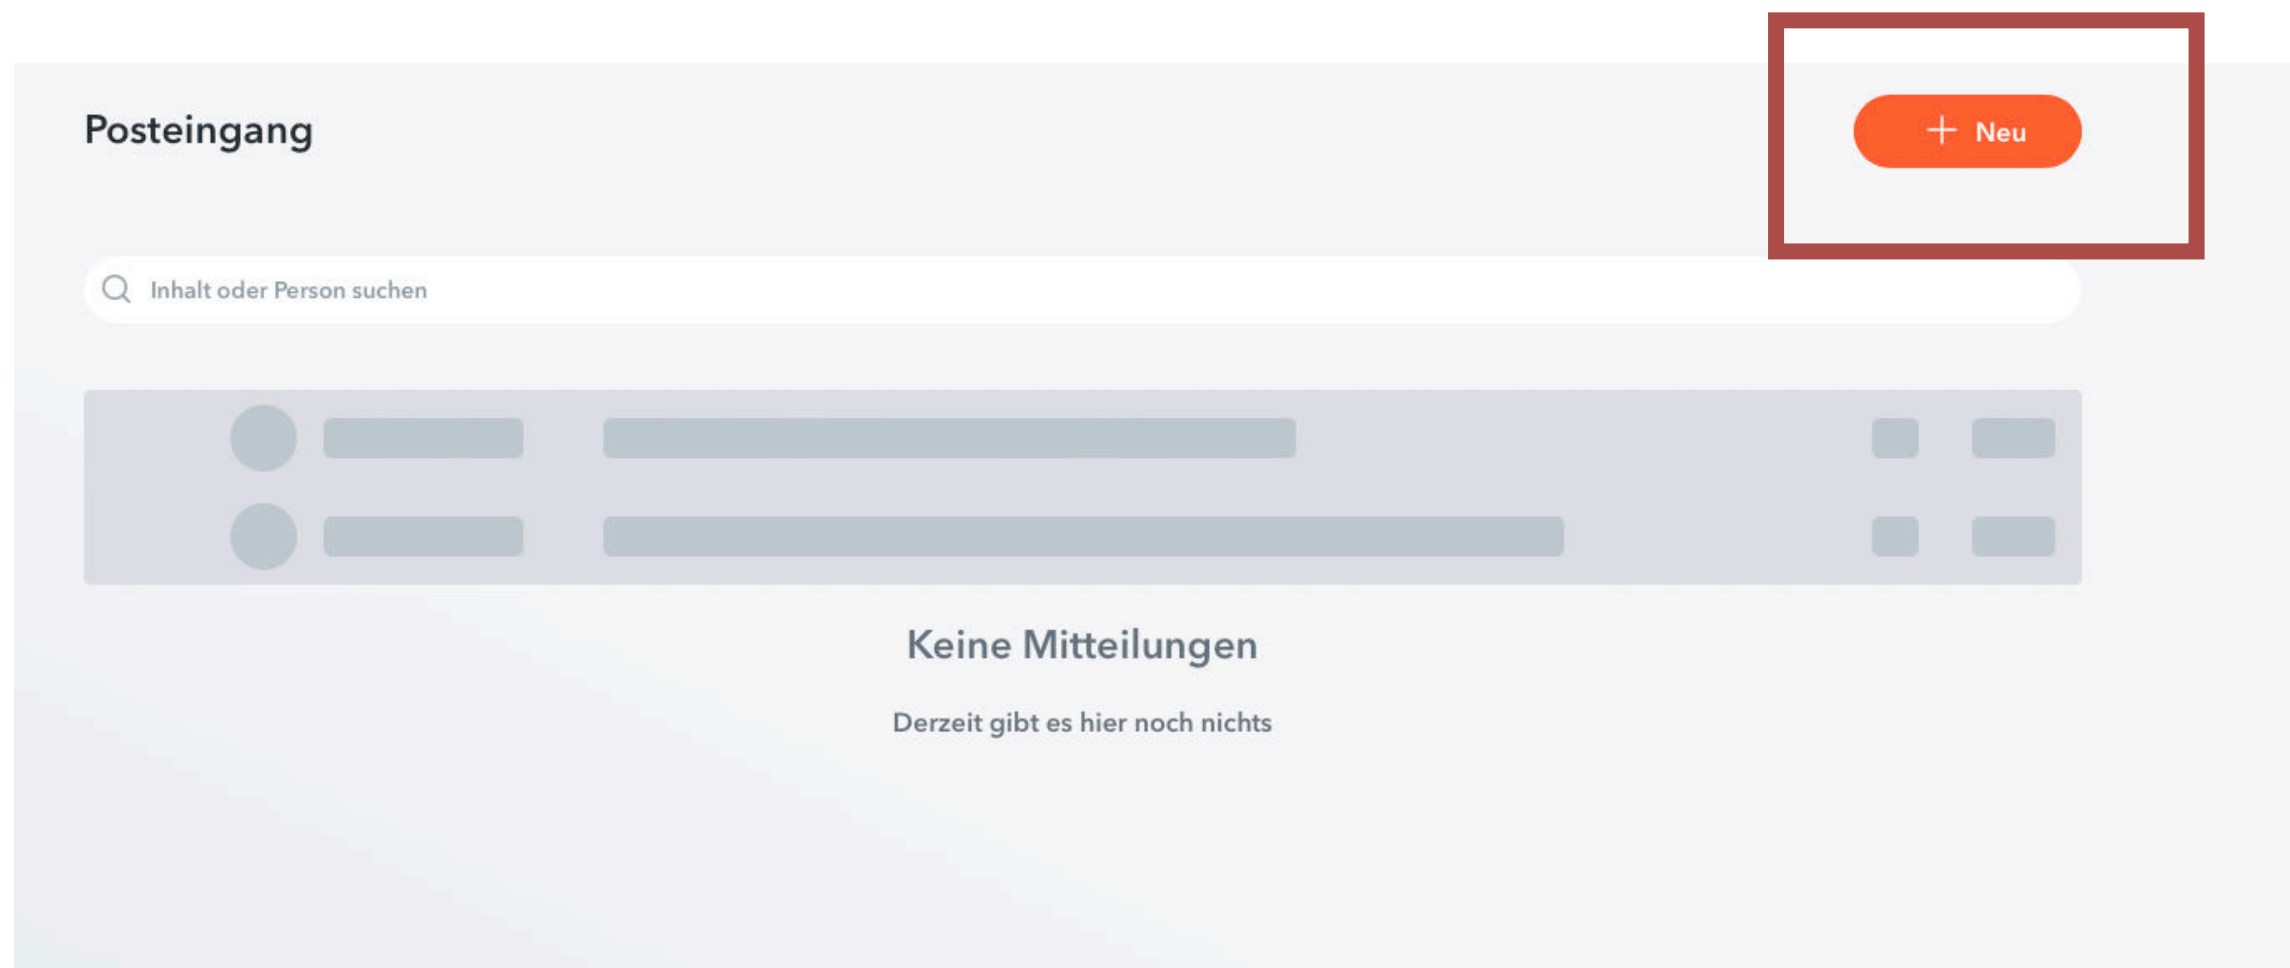 Posteingang
Neu
Inhalt oder Person suchen
Keine Mitteilungen
Derzeit gibt es hier noch nichts